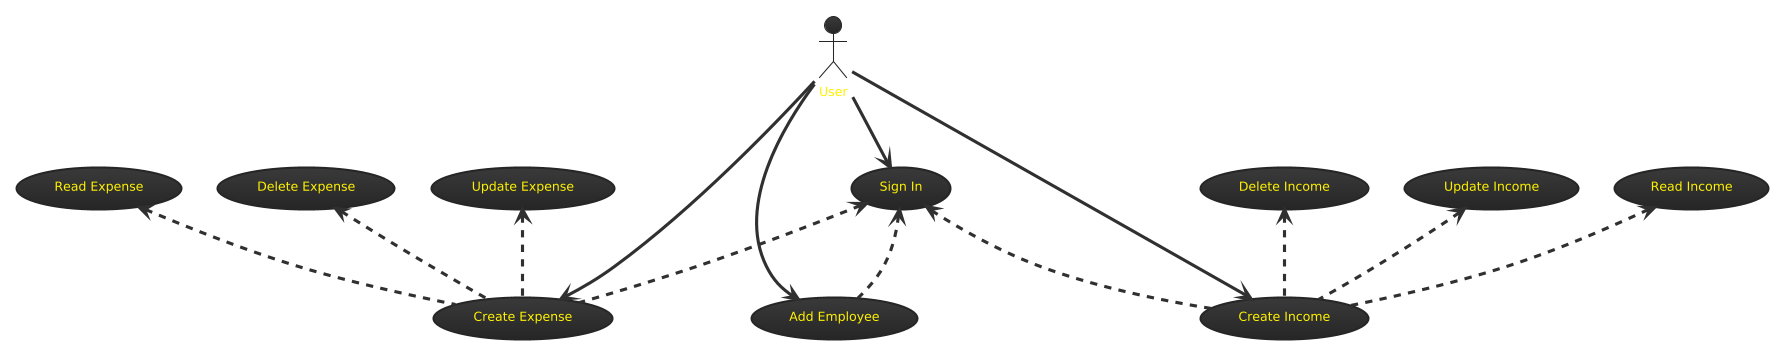 User
Read Expense
Delete Expense
Update Expense
Sign In
Delete Income
Update Income
Read Income
Create Expense
Add Employee
Create Income